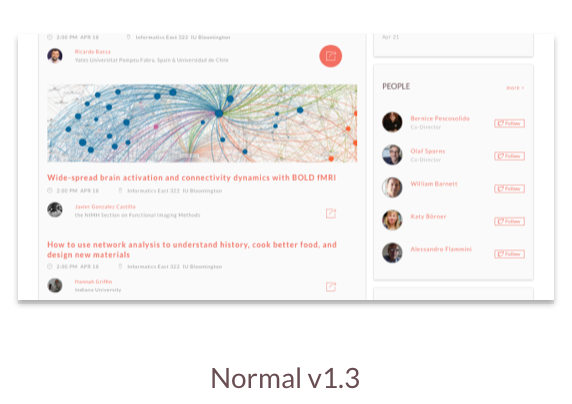 2:00 PM APR 18 Informatics East 322 IU Bloomington
Ricardo Baeza
Yates Universitat Pompeu Fabra, Spain & Universidad de Chile
Wide-spread brain activation and connectivity dynamics with BOLD fMRI
2:00 PM APR 18 Informatics East 322 IU Bloomington
Javier Gonzalez Castillo
the NIMH Section on Functional Imaging Methods
How to use network analysis to understand history, cook better food, and
design new materials
2:00 PM APR 18 Informatics East 322 IU Bloomington
Hannah Griffin
Indiana University
Apr 21
PEOPLE more >
Bernice Pescosolido
Co-Director
Follow
Olaf Sporns
Co-Director
Follow
William Barnett
Follow
Katy Börner
Follow
Alessandro Flammini
Follow
Normal v1.3